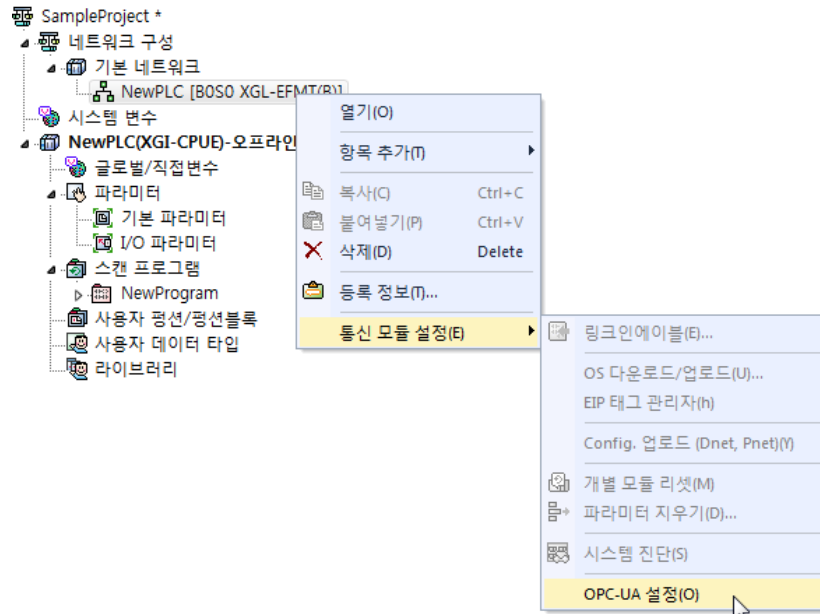 SampleProject *
네트워크 구성
기본 네트워크
NewPLC [B0S0 XGL-EFMT(B)]
시스템 변수
NewPLC(XGI-CPUE)-오프라인
글로벌/직접변수
파라미터
기본 파라미터
I/O 파라미터
스캔 프로그램
NewProgram
사용자 펑션/펑션블록
사용자 데이터 타입
라이브러리
열기(O)
항목 추가(T)
복사(C) Ctrl+C
붙여넣기(P) Ctrl+V
삭제(D) Delete
등록 정보(T)...
통신 모듈 설정(E)
링크인에이블(E)...
OS 다운로드/업로드(U)...
EIP 태그 관리자(h)
Config. 업로드 (Dnet, Pnet)(Y)
개별 모듈 리셋(M)
파라미터 지우기(D)...
시스템 진단(S)
OPC-UA 설정(O)